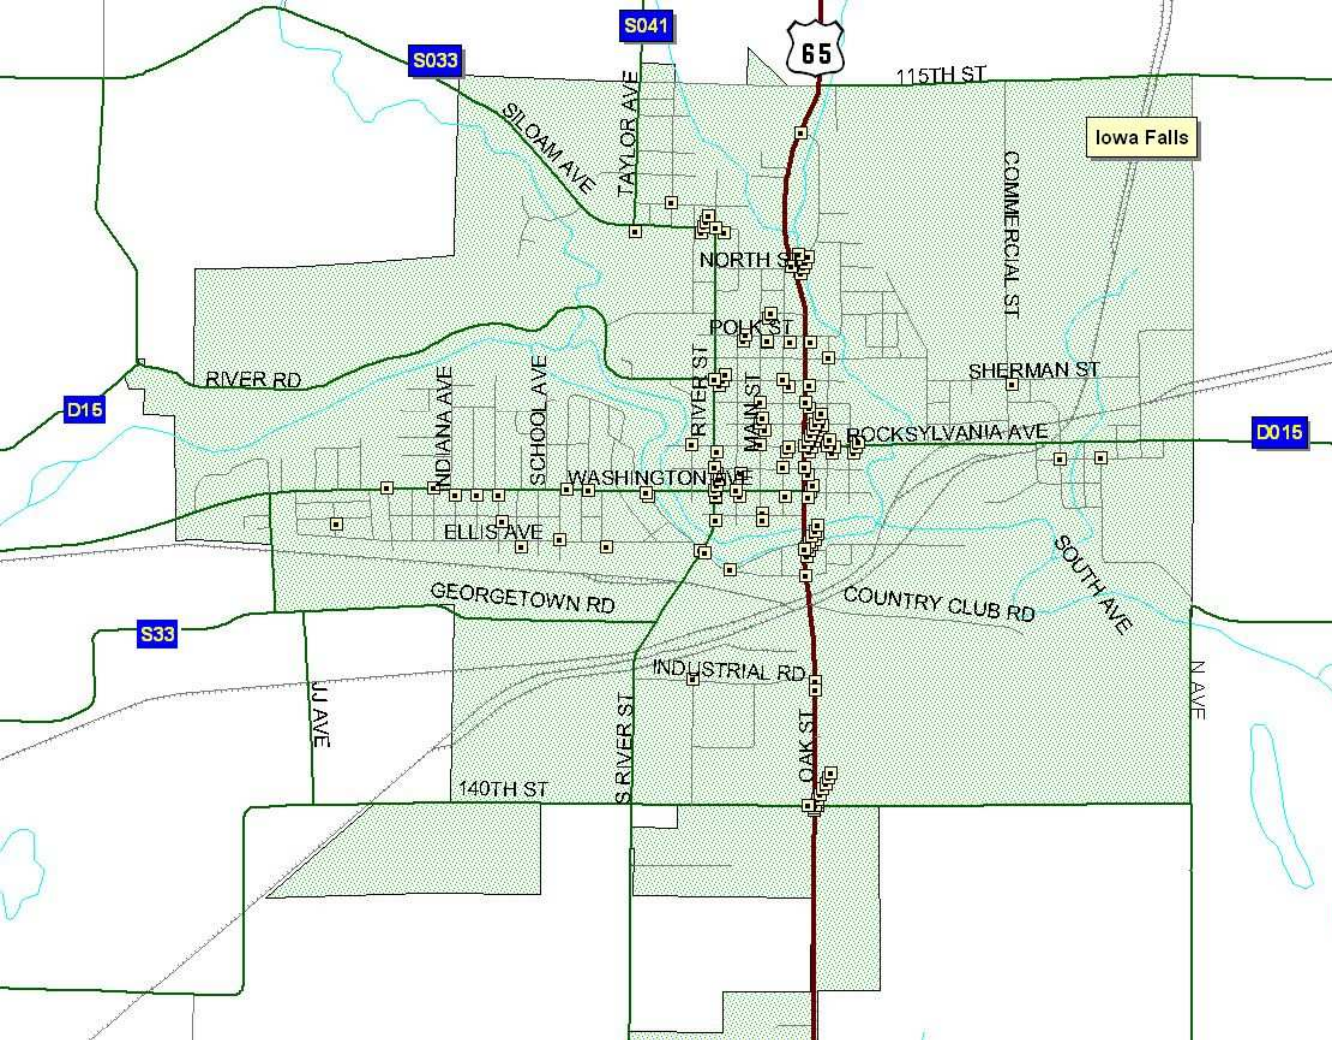 S041
65
S033
115TH ST
TAYLOR AVE
SILOAM AVE
Iowa Falls
COMMERCIAL ST
NORTH ST
POLK ST
SHERMAN ST
RIVER RD
INDIANA AVE
SCHOOL AVE
RIVER ST
MAIN ST
D15
ROCKSYLVANIA AVE
D015
WASHINGTON AVE
ELLIS AVE
SOUTH AVE
GEORGETOWN RD
COUNTRY CLUB RD
S33
INDUSTRIAL RD
JJ AVE
S RIVER ST
OAK ST
N AVE
140TH ST